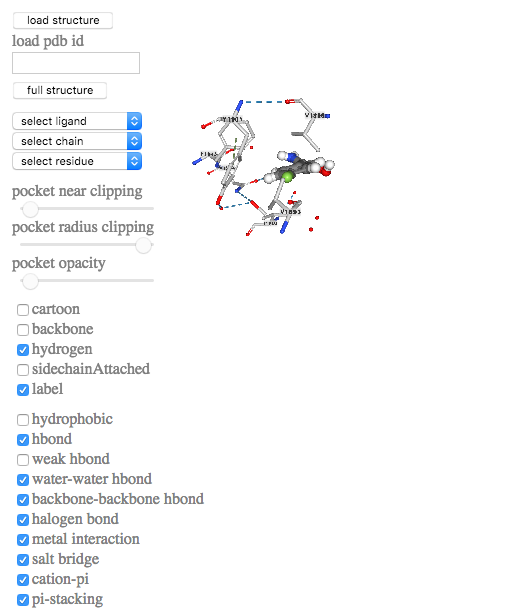 load structure
load pdb id
full structure
select ligand
select chain
select residue
pocket near clipping
pocket radius clipping
pocket opacity
cartoon
backbone
hydrogen
sidechainAttached
label
hydrophobic
hbond
weak hbond
water-water hbond
backbone-backbone hbond
halogen bond
metal interaction
salt bridge
cation-pi
pi-stacking
V1893